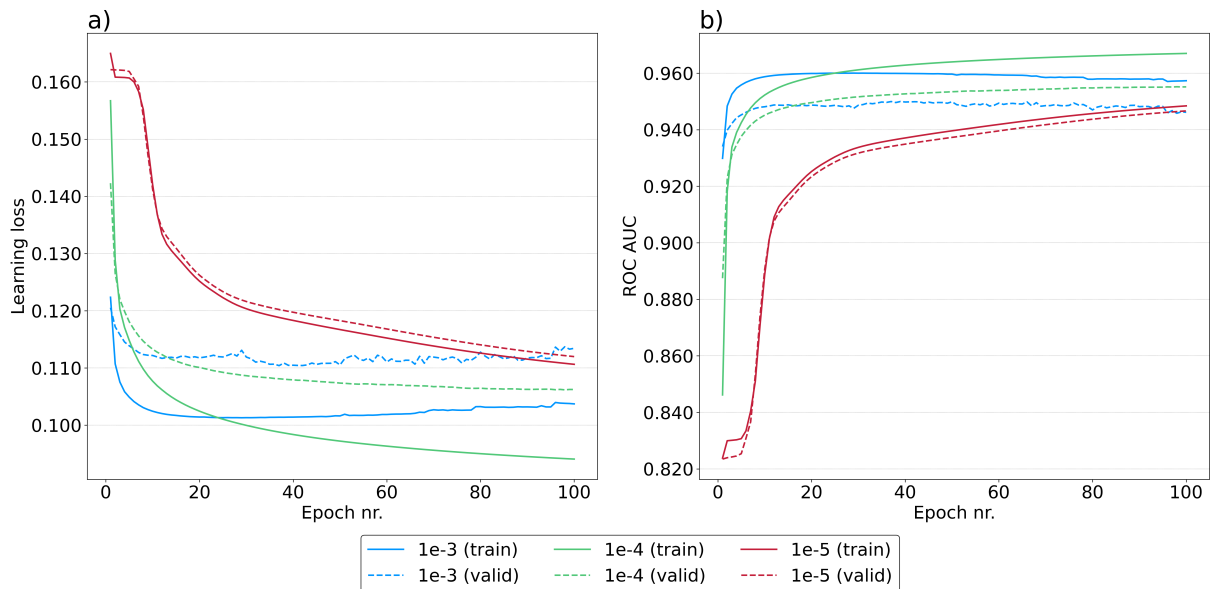 a)
Learning loss
0.160
0.150
0.140
0.130
0.120
0.110
0.100
0 20 40 60 80 100
Epoch nr.
b)
ROC AUC
0.960
0.940
0.920
0.900
0.880
0.860
0.840
0.820
0 20 40 60 80 100
Epoch nr.
1e-3 (train) 1e-4 (train) 1e-5 (train)
1e-3 (valid) 1e-4 (valid) 1e-5 (valid)